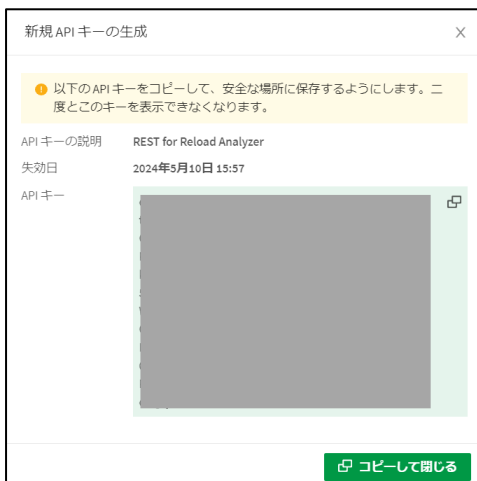 新規 API キーの生成
以下の API キーをコピーして、安全な場所に保存するようにします。二
度とこのキーを表示できなくなります。
API キーの説明 REST for Reload Analyzer
失効日 2024年5月10日 15:57
API キー
コピーして閉じる